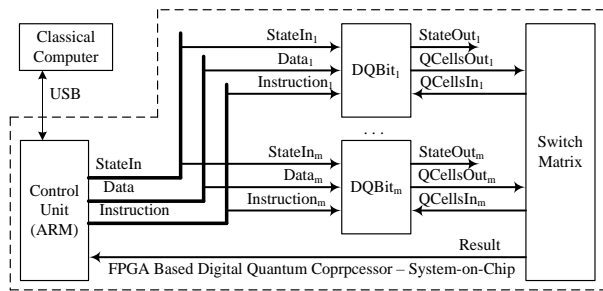 Classical
Computer
USB
Control
Unit
(ARM)
StateIn
Data
Instruction
StateIn₁
Data₁
Instruction₁
DQBit₁
StateOut₁
QCellsOut₁
QCellsIn₁
. . .
StateInₘ
Dataₘ
Instructionₘ
DQBitₘ
StateOutₘ
QCellsOutₘ
QCellsInₘ
Switch
Matrix
Result
FPGA Based Digital Quantum Coprpcessor – System-on-Chip